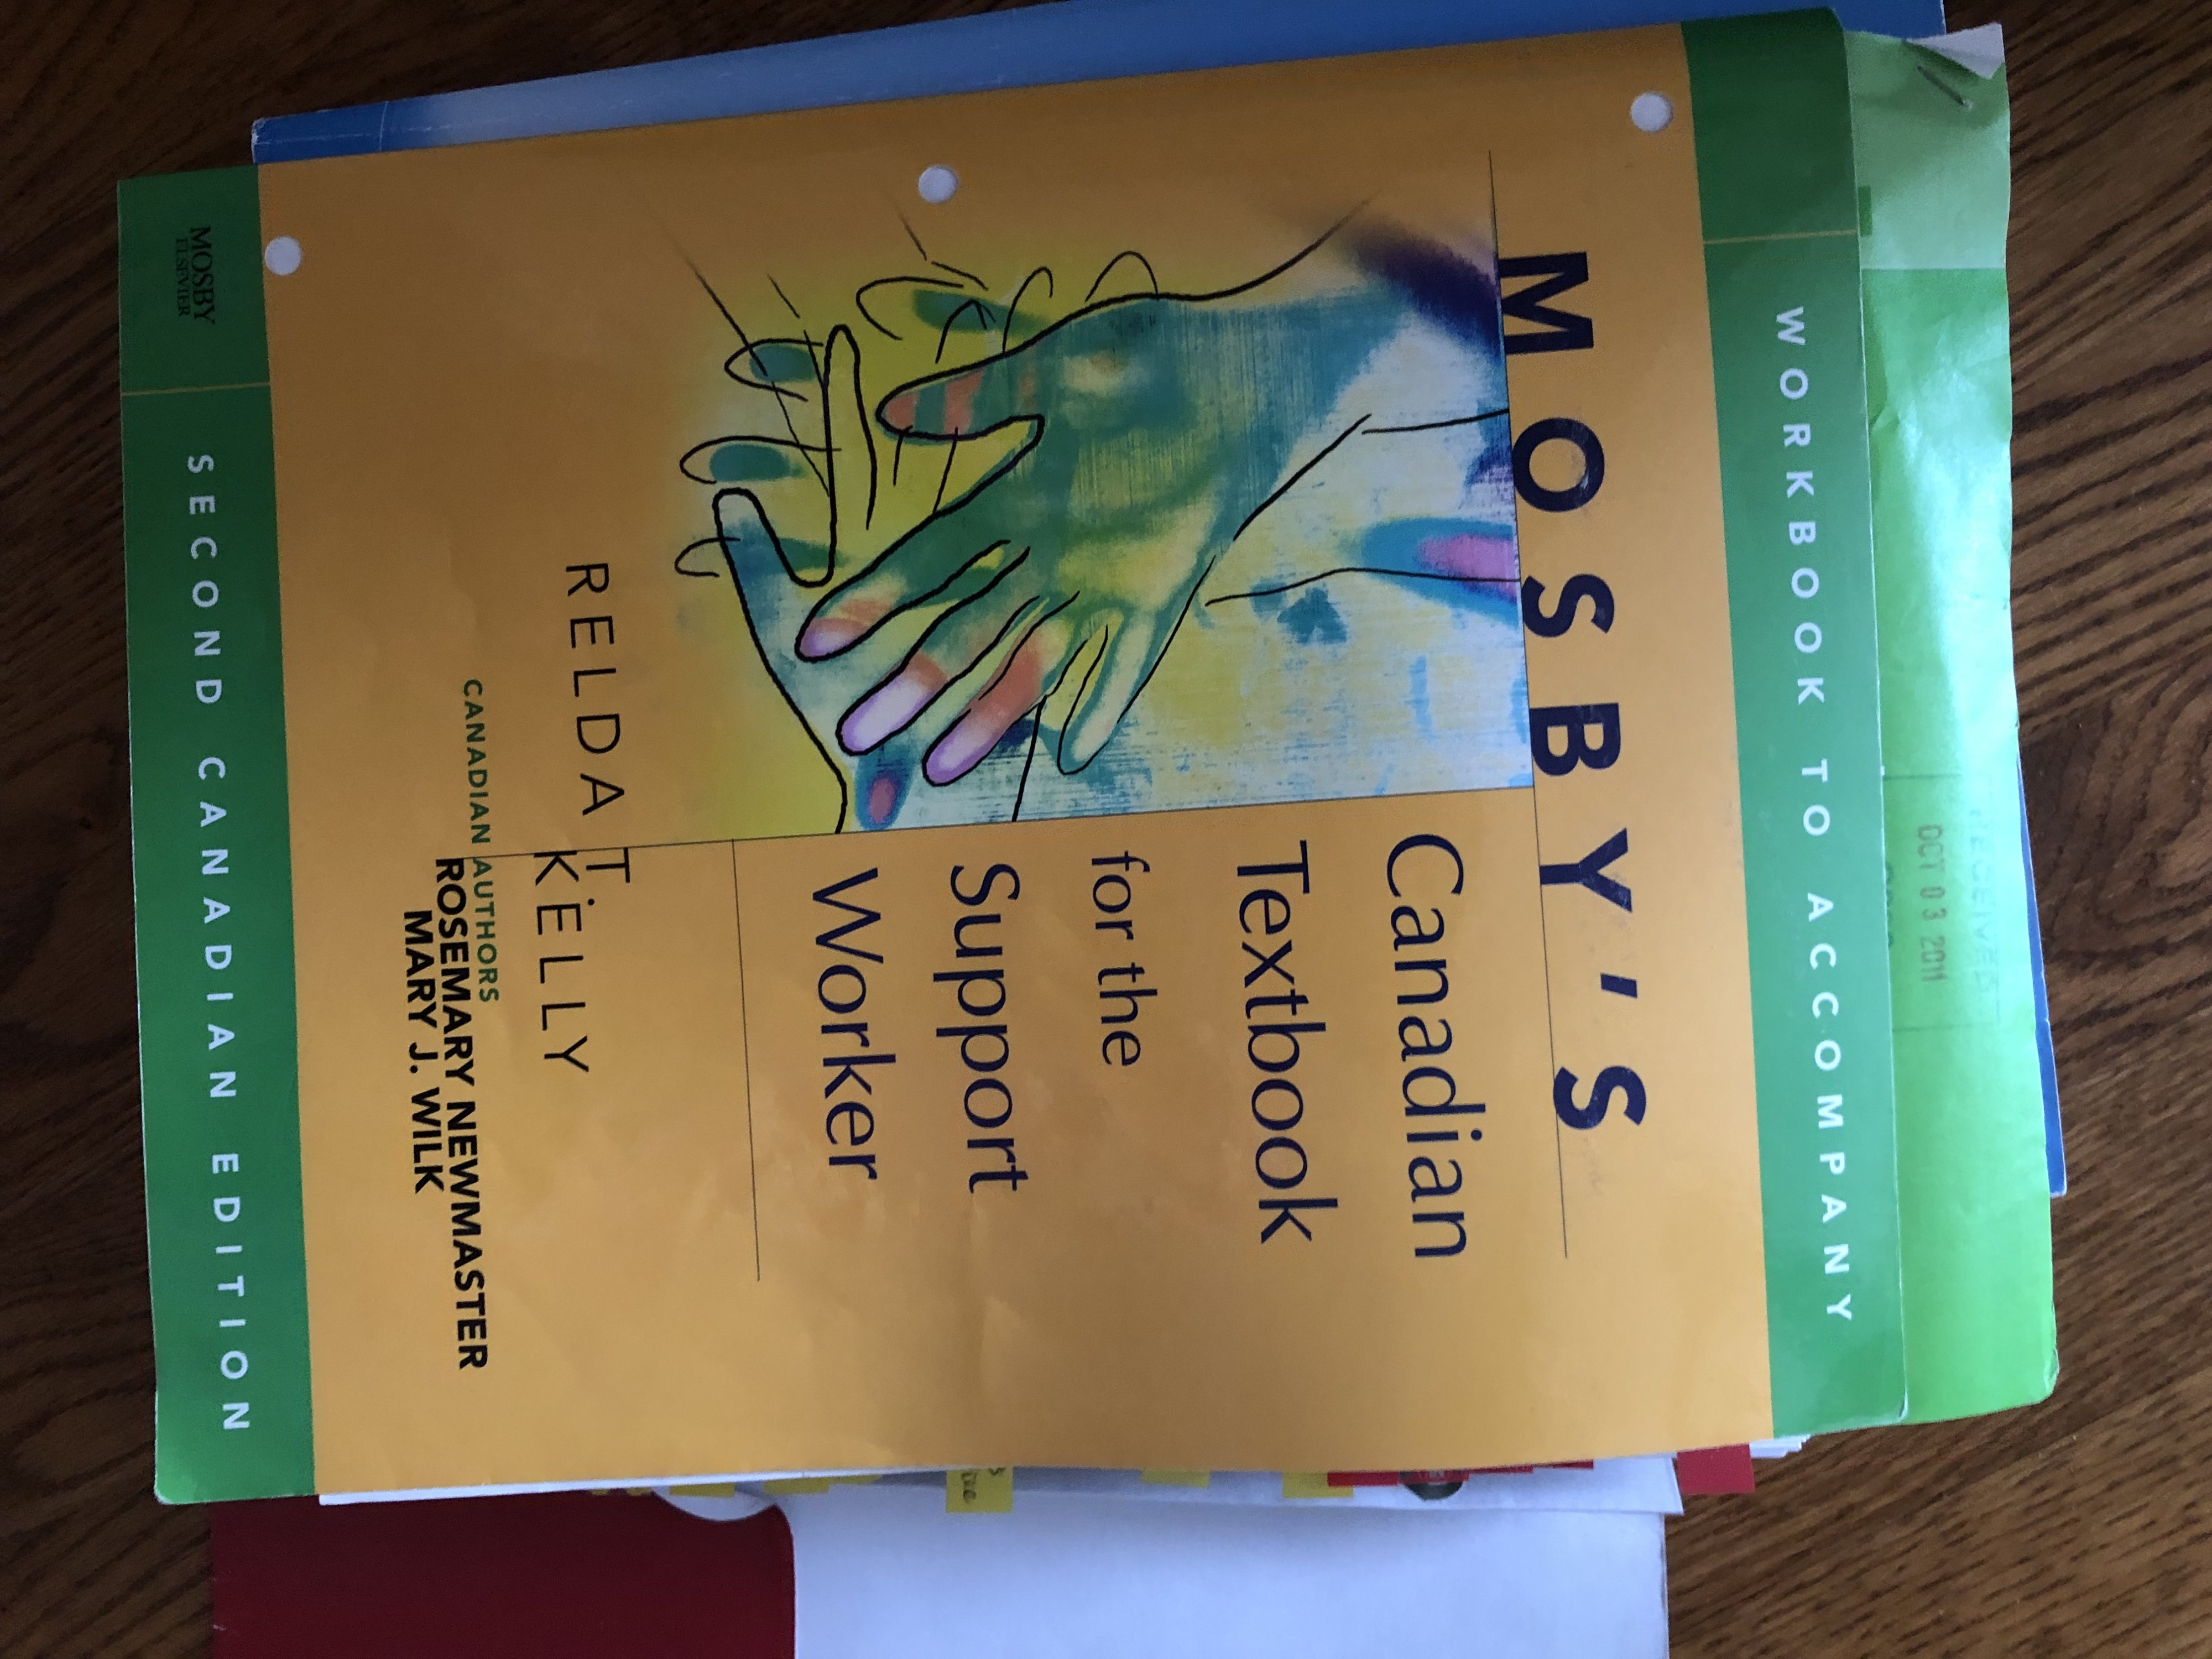 WORKBOOK TO ACCOMPANY
MOSBY'S
Canadian
Textbook
for the
Support
Worker
RELDA T.
KELLY
CANADIAN AUTHORS
ROSEMARY NEWMASTER
MARY J. WILK
SECOND CANADIAN EDITION
MOSBY
ELSEVIER
RECEIVED
OCT 03 2011